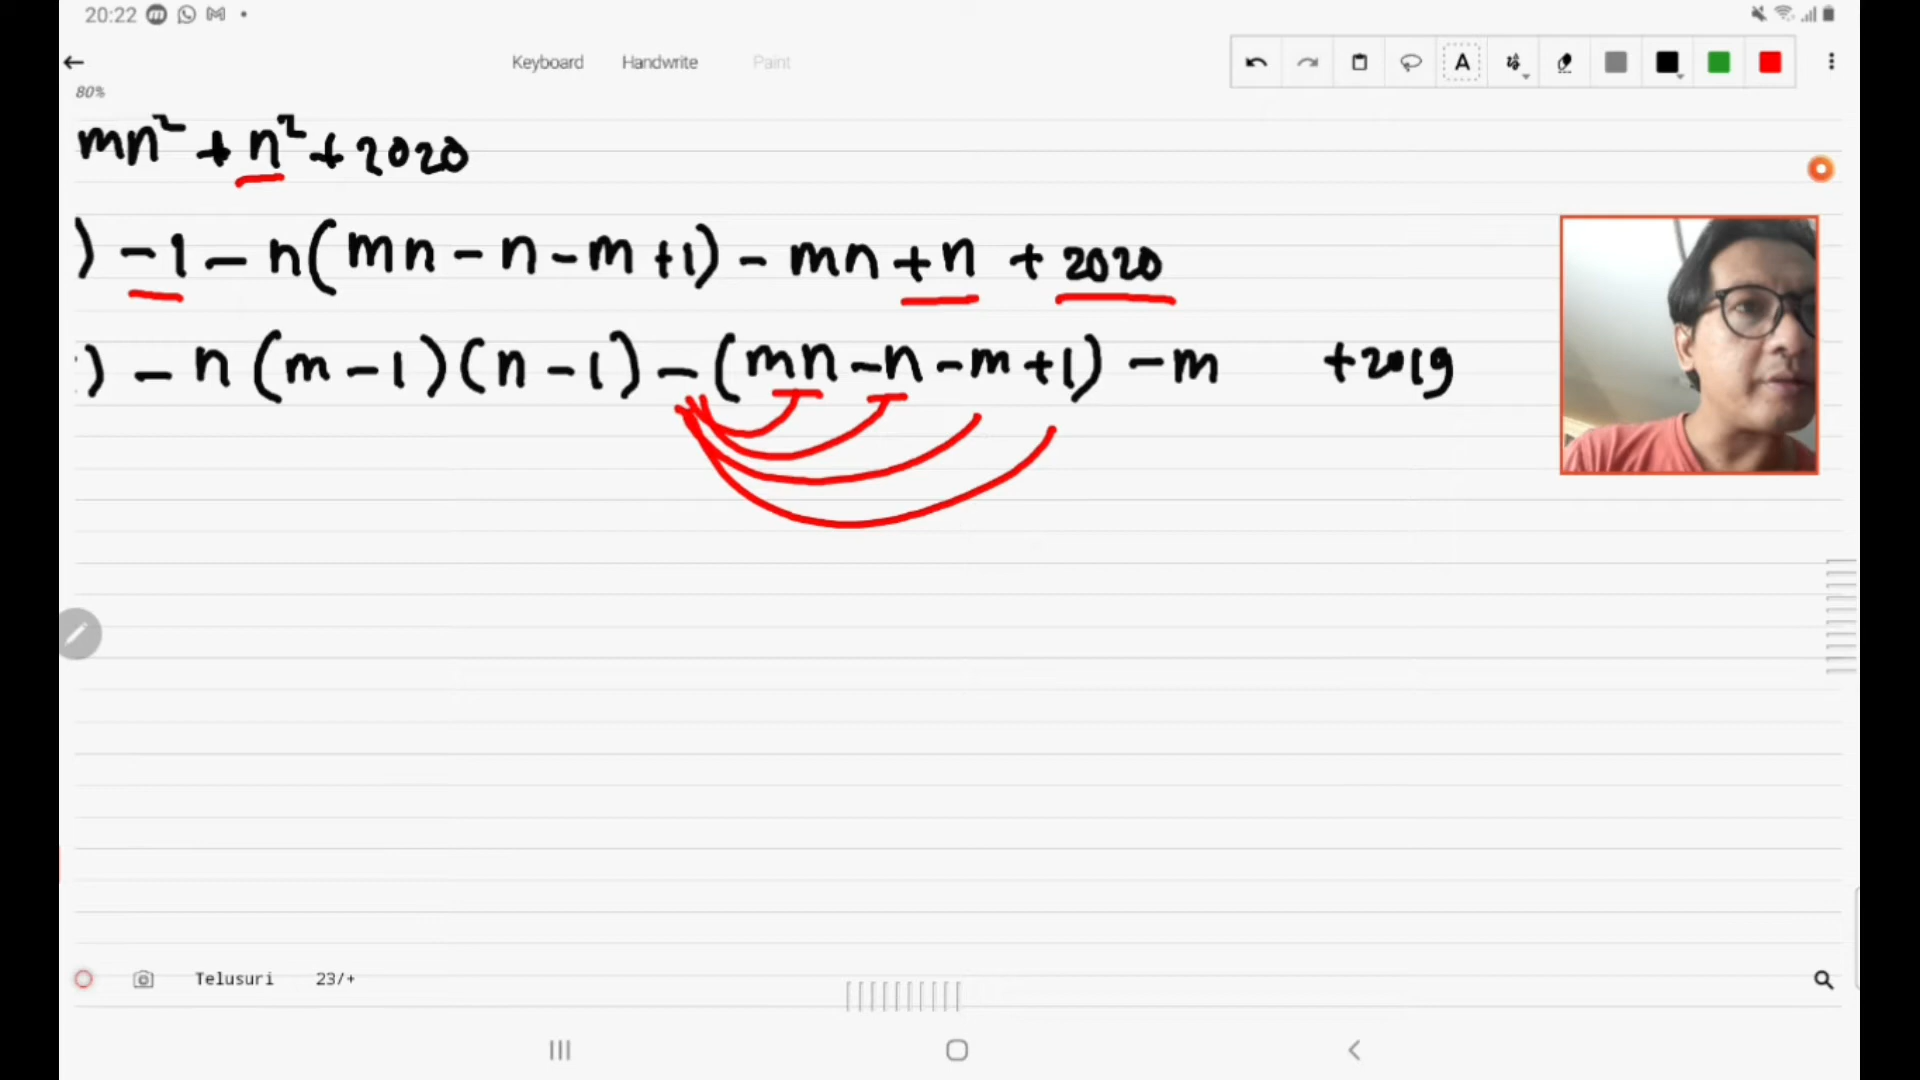 20:22
Keyboard Handwrite Paint
A
80%
mn² + n² + 2020
) - 1 - n(mn - n - m + 1) - mn + n + 2020
) - n(m - 1)(n - 1) - (mn - n - m + 1) - m + 2019
Telusuri 23/+